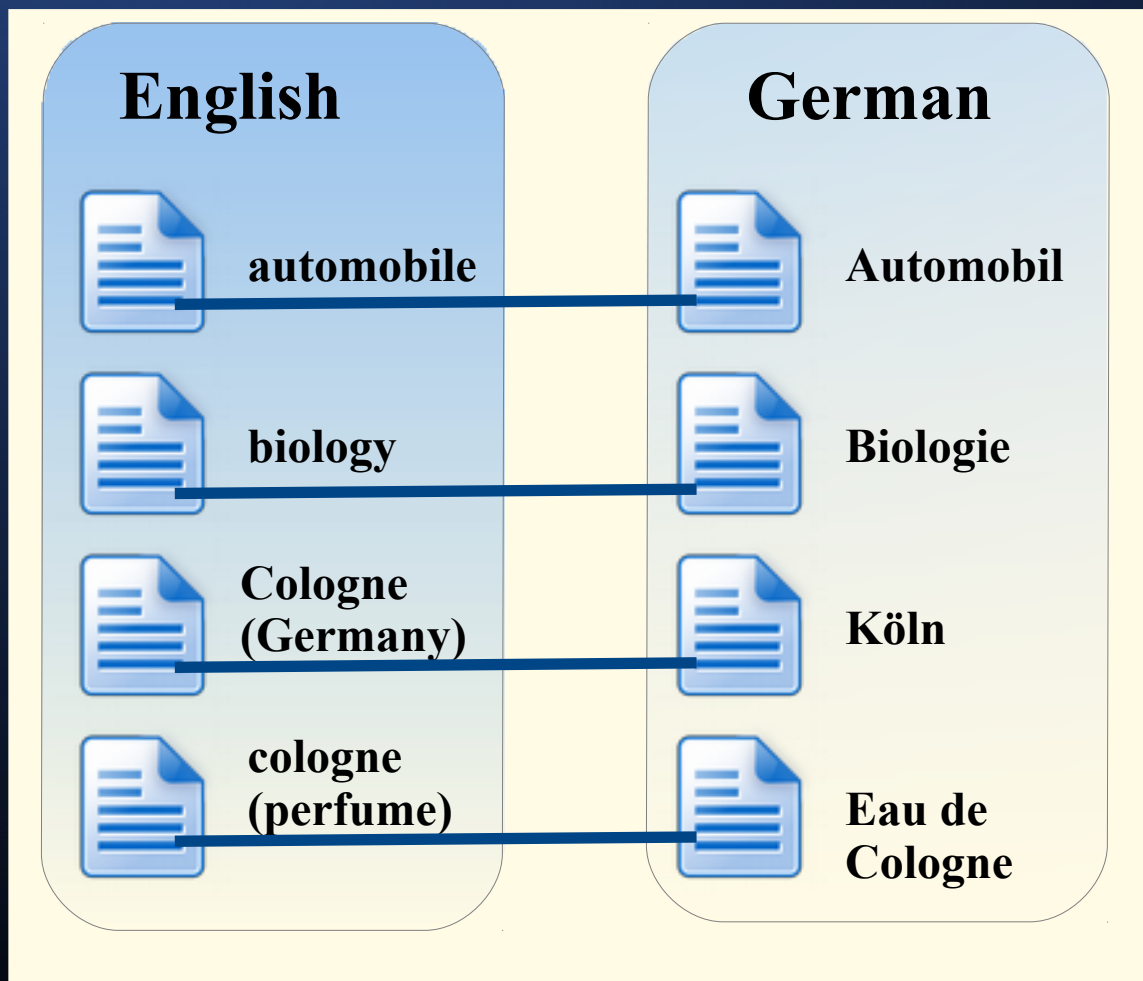 English
German
automobile
Automobil
biology
Biologie
Cologne
(Germany)
Köln
cologne
(perfume)
Eau de
Cologne